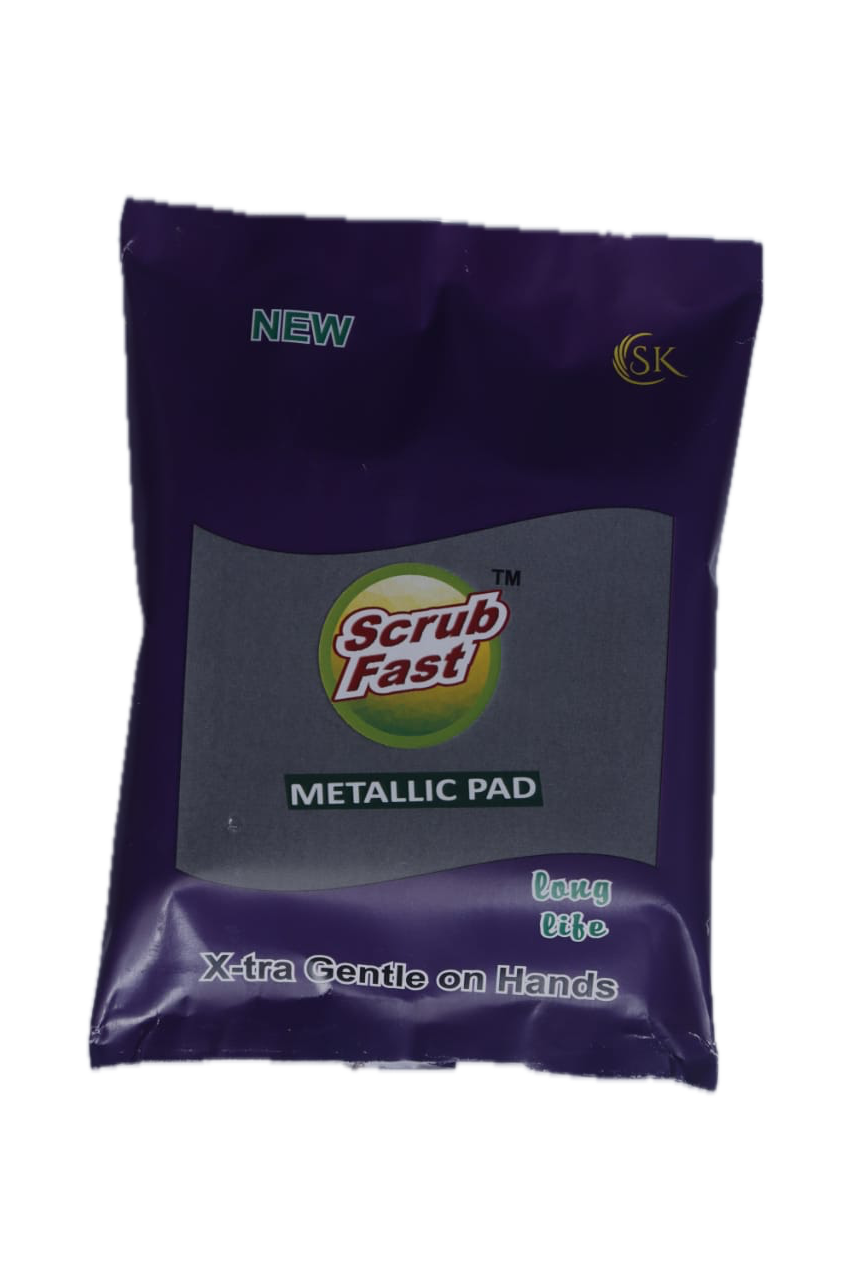 NEW
SK
TM
Scrub
Fast
METALLIC PAD
long
life
X-tra Gentle on Hands